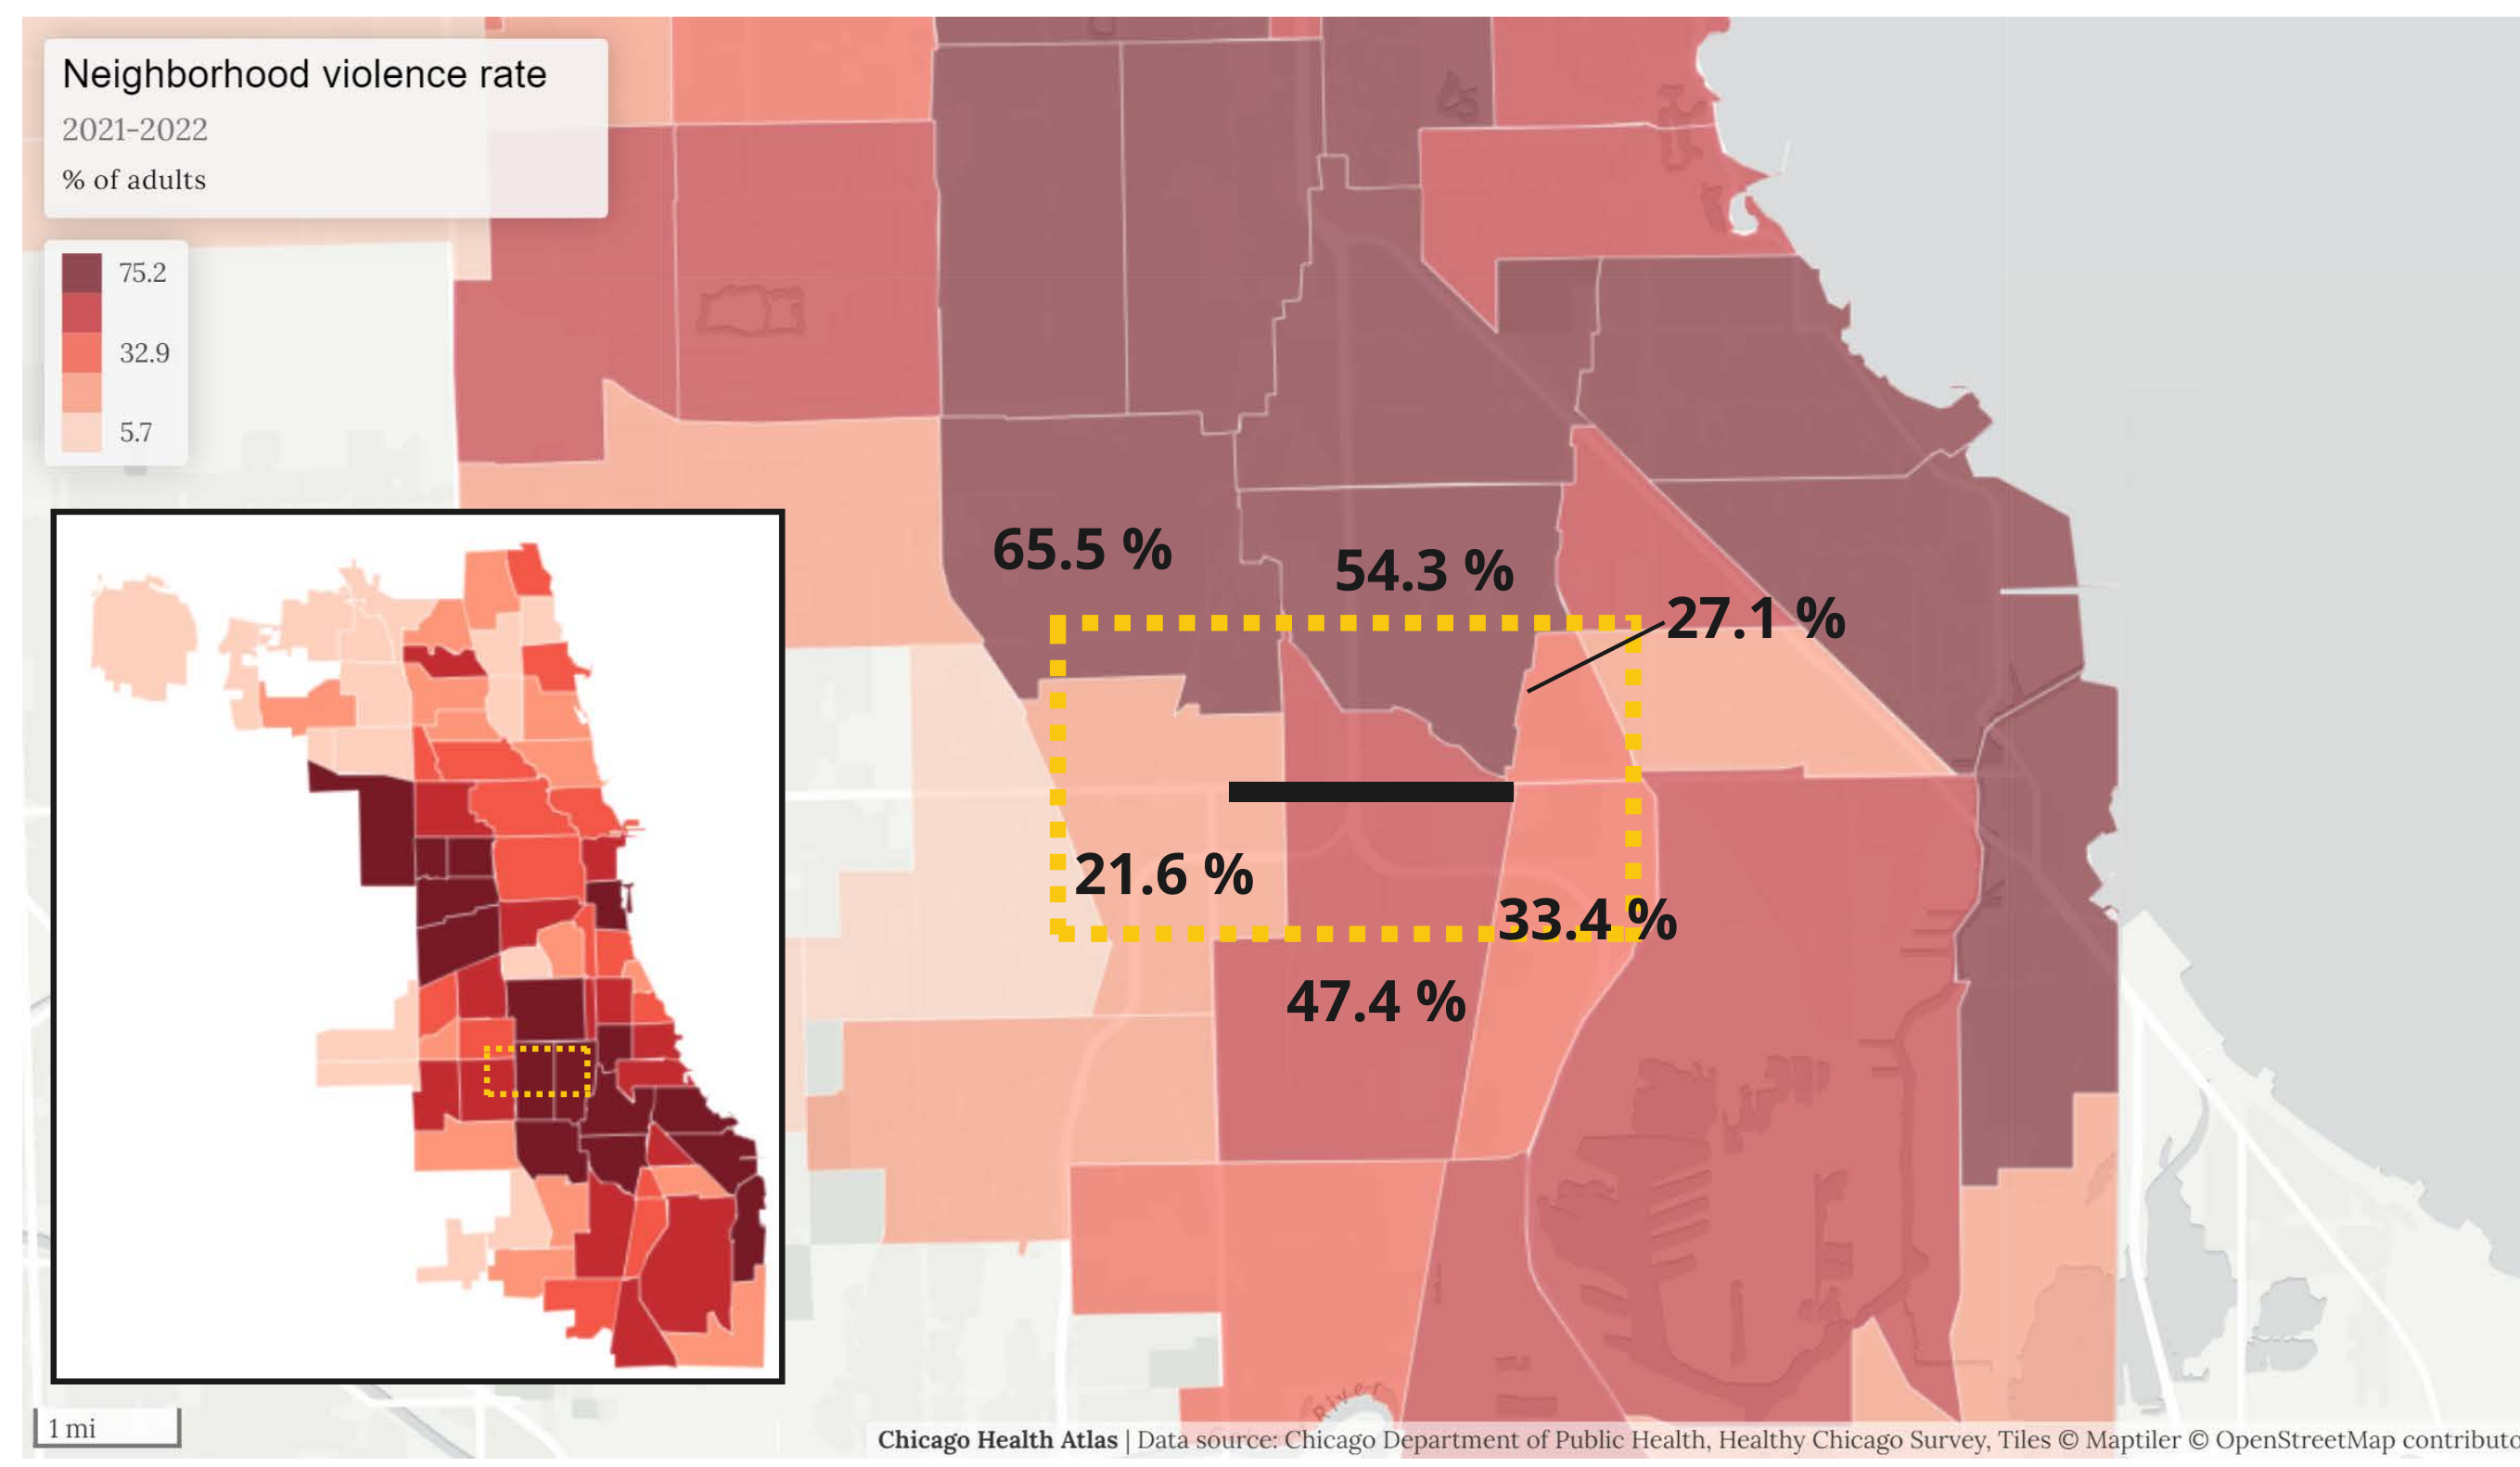 Neighborhood violence rate
2021-2022
% of adults
75.2
32.9
5.7
65.5 %
54.3 %
27.1 %
21.6 %
33.4 %
47.4 %
River
1 mi
Chicago Health Atlas | Data source: Chicago Department of Public Health, Healthy Chicago Survey, Tiles © Maptiler © OpenStreetMap contributo